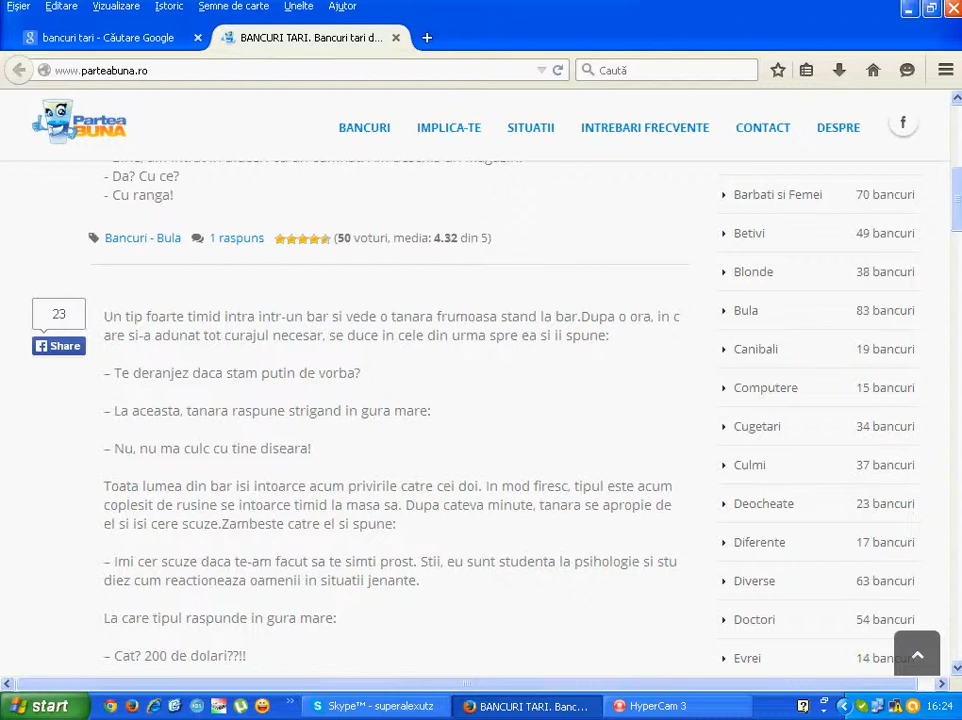 Fișier Editare Vizualizare Istoric Semne de carte Unelte Ajutor
bancuri tari - Căutare Google
BANCURI TARI. Bancuri tari d...
www.parteabuna.ro
Caută
Partea BUNA
BANCURI IMPLICA-TE SITUATII INTREBARI FRECVENTE CONTACT DESPRE
- Da? Cu ce?
- Cu ranga!
Bancuri - Bula 1 raspuns (50 voturi, media: 4.32 din 5)
23
Share
Un tip foarte timid intra intr-un bar si vede o tanara frumoasa stand la bar.Dupa o ora, in c
are si-a adunat tot curajul necesar, se duce in cele din urma spre ea si ii spune:
– Te deranjez daca stam putin de vorba?
– La aceasta, tanara raspune strigand in gura mare:
– Nu, nu ma culc cu tine diseara!
Toata lumea din bar isi intoarce acum privirile catre cei doi. In mod firesc, tipul este acum
coplesit de rusine se intoarce timid la masa sa. Dupa cateva minute, tanara se apropie de
el si isi cere scuze.Zambeste catre el si spune:
– Imi cer scuze daca te-am facut sa te simti prost. Stii, eu sunt studenta la psihologie si stu
diez cum reactioneaza oamenii in situatii jenante.
La care tipul raspunde in gura mare:
– Cat? 200 de dolari??!!
Barbati si Femei 70 bancuri
Betivi 49 bancuri
Blonde 38 bancuri
Bula 83 bancuri
Canibali 19 bancuri
Computere 15 bancuri
Cugetari 34 bancuri
Culmi 37 bancuri
Deocheate 23 bancuri
Diferente 17 bancuri
Diverse 63 bancuri
Doctori 54 bancuri
Evrei 14 bancuri
start
Skype™ - superalexutz
BANCURI TARI. Banc...
HyperCam 3
16:24